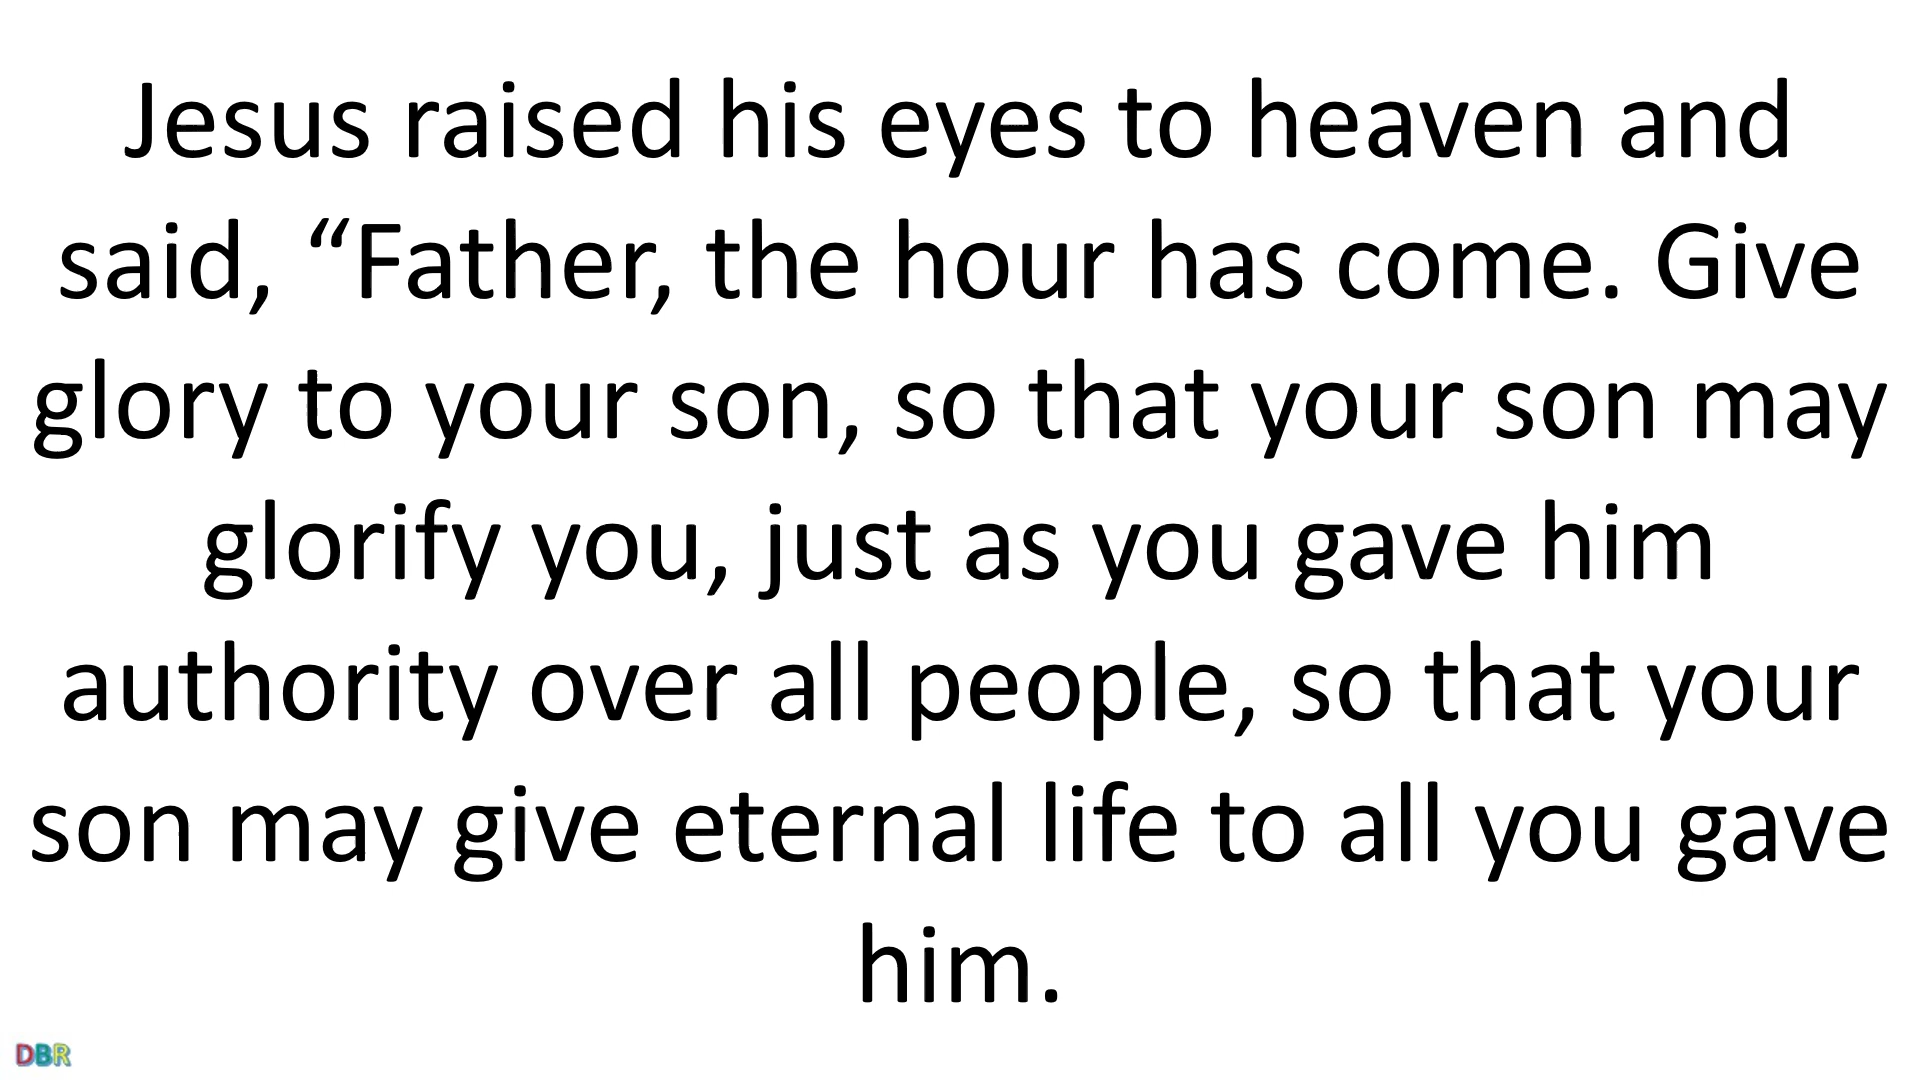 Jesus raised his eyes to heaven and
said, “Father, the hour has come. Give
glory to your son, so that your son may
glorify you, just as you gave him
authority over all people, so that your
son may give eternal life to all you gave
him.
DBR